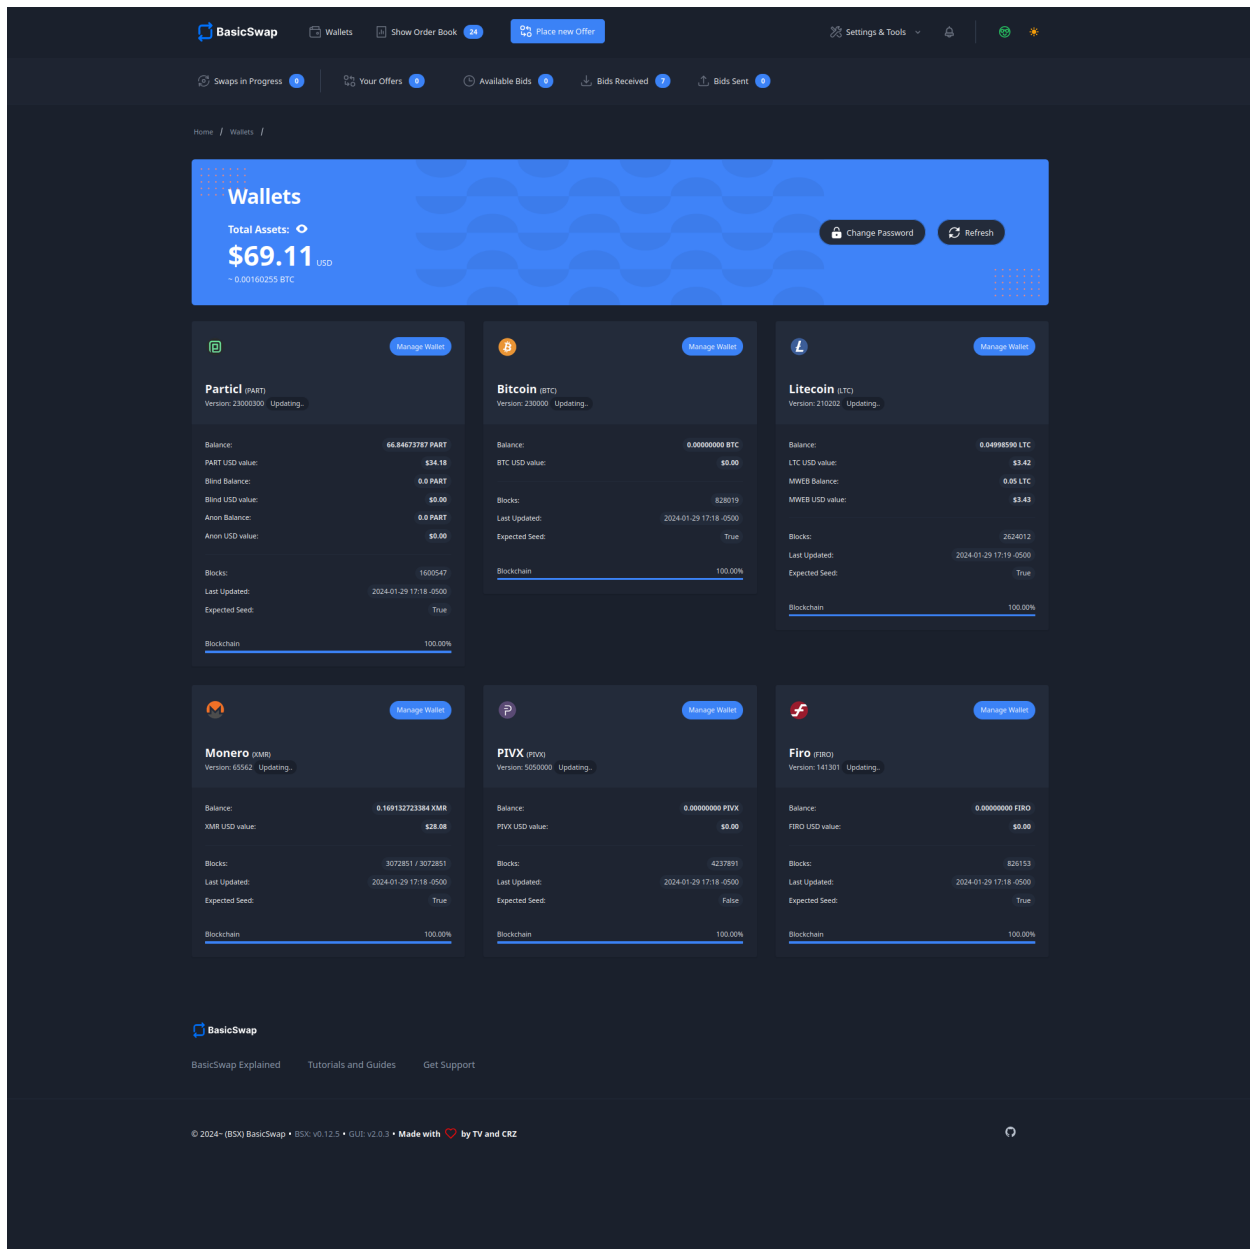 BasicSwap Wallets Show Order Book 24 Place new Offer Settings & Tools
Swaps in Progress 0 Your Offers 0 Available Bids 0 Bids Received 7 Bids Sent 0
Home / Wallets /
Wallets
Total Assets:
$69.11 USD
~ 0.00160255 BTC
Change Password Refresh
Manage Wallet
Particl (PART)
Version: 23000300 Updating..
Balance: 66.84673787 PART
PART USD value: $34.18
Blind Balance: 0.0 PART
Blind USD value: $0.00
Anon Balance: 0.0 PART
Anon USD value: $0.00
Blocks: 1600547
Last Updated: 2024-01-29 17:18 -0500
Expected Seed: True
Blockchain 100.00%
Manage Wallet
Bitcoin (BTC)
Version: 230000 Updating..
Balance: 0.00000000 BTC
BTC USD value: $0.00
Blocks: 828019
Last Updated: 2024-01-29 17:18 -0500
Expected Seed: True
Blockchain 100.00%
Manage Wallet
Litecoin (LTC)
Version: 210202 Updating..
Balance: 0.04998590 LTC
LTC USD value: $3.42
MWEB Balance: 0.05 LTC
MWEB USD value: $3.43
Blocks: 2624012
Last Updated: 2024-01-29 17:19 -0500
Expected Seed: True
Blockchain 100.00%
Manage Wallet
Monero (XMR)
Version: 65562 Updating..
Balance: 0.169132723384 XMR
XMR USD value: $28.08
Blocks: 3072851 / 3072851
Last Updated: 2024-01-29 17:18 -0500
Expected Seed: True
Blockchain 100.00%
Manage Wallet
PIVX (PIVX)
Version: 5050000 Updating..
Balance: 0.00000000 PIVX
PIVX USD value: $0.00
Blocks: 4237891
Last Updated: 2024-01-29 17:18 -0500
Expected Seed: False
Blockchain 100.00%
Manage Wallet
Firo (FIRO)
Version: 141301 Updating..
Balance: 0.00000000 FIRO
FIRO USD value: $0.00
Blocks: 826153
Last Updated: 2024-01-29 17:18 -0500
Expected Seed: True
Blockchain 100.00%
BasicSwap
BasicSwap Explained Tutorials and Guides Get Support
© 2024~ (BSX) BasicSwap • BSX: v0.12.5 • GUI: v2.0.3 • Made with by TV and CRZ